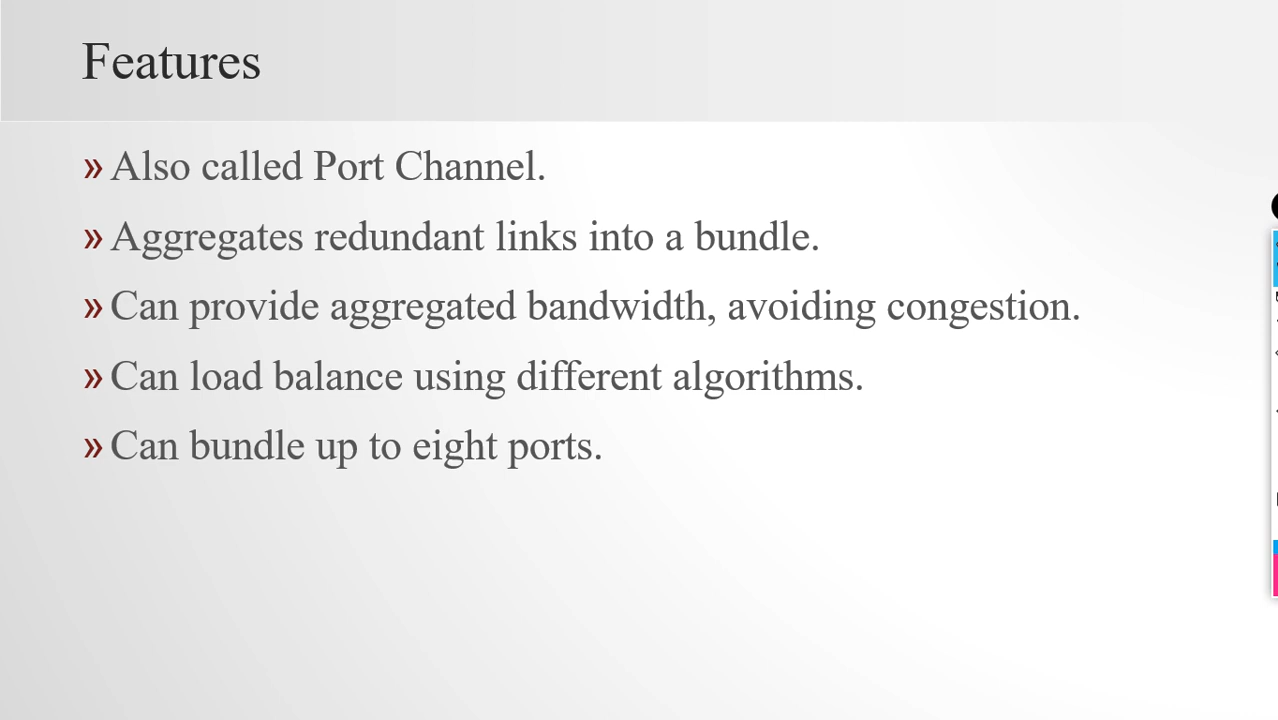 Features
» Also called Port Channel.
» Aggregates redundant links into a bundle.
» Can provide aggregated bandwidth, avoiding congestion.
» Can load balance using different algorithms.
» Can bundle up to eight ports.